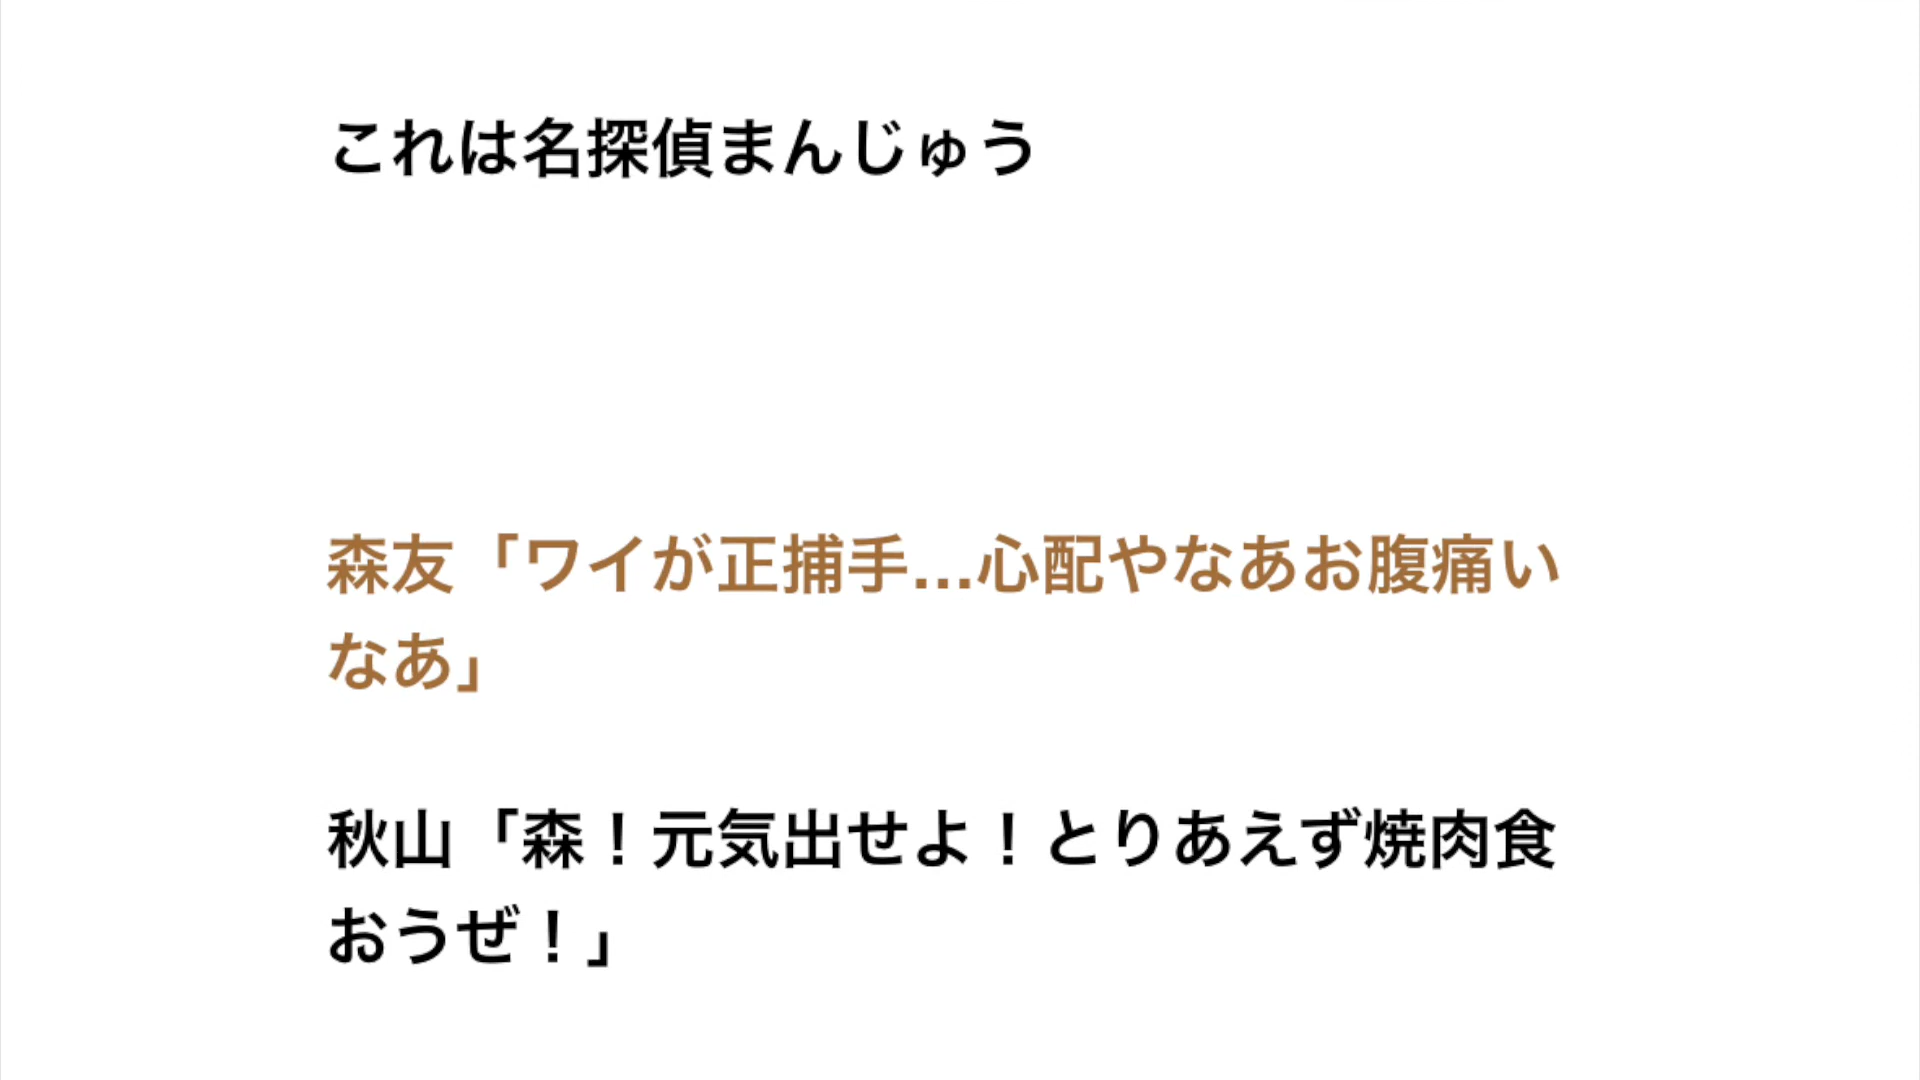 これは名探偵まんじゅう
森友「ワイが正捕手…心配やなあお腹痛い
なあ」
秋山「森！元気出せよ！とりあえず焼肉食
おうぜ！」